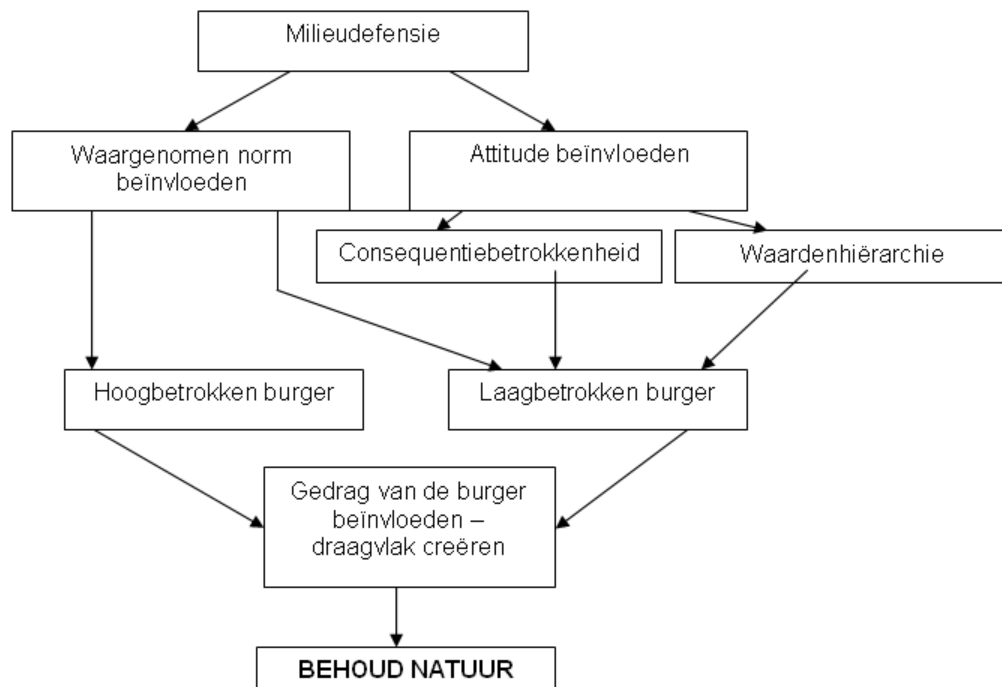 Milieudefensie
Waargenomen norm
beïnvloeden
Attitude beïnvloeden
Consequentiebetrokkenheid
Waardenhiërarchie
Hoogbetrokken burger
Laagbetrokken burger
Gedrag van de burger
beïnvloeden –
draagvlak creëren
BEHOUD NATUUR